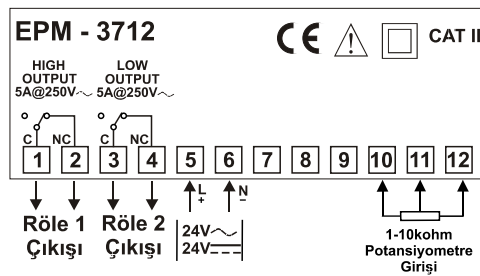 EPM - 3712
CE
CAT II
HIGH OUTPUT 5A@250V~
LOW OUTPUT 5A@250V~
C NC C NC
1 2 3 4 5 6 7 8 9 10 11 12
L +
N -
Röle 1 Çıkışı
Röle 2 Çıkışı
24V~
24V
1-10kohm
Potansiyometre
Girişi